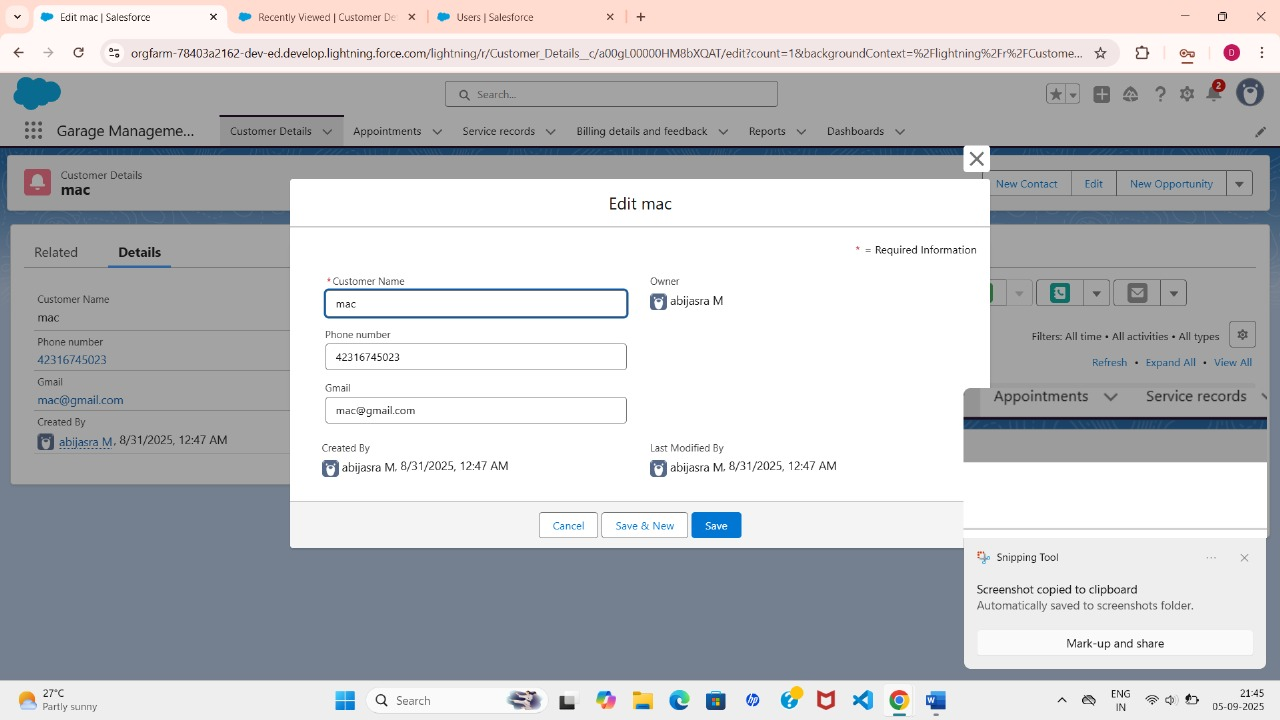 Edit mac | Salesforce
Recently Viewed | Customer De
Users | Salesforce
orgfarm-78403a2162-dev-ed.develop.lightning.force.com/lightning/r/Customer_Details__c/a00gL00000HM8bXQAT/edit?count=1&backgroundContext=%2Flightning%2Fr%2FCustome...
D
Search...
2
Garage Manageme...
Customer Details
Appointments
Service records
Billing details and feedback
Reports
Dashboards
Customer Details
mac
New Contact
Edit
New Opportunity
Edit mac
* = Required Information
Related
Details
Customer Name
mac
Phone number
42316745023
Gmail
mac@gmail.com
Created By
abijasra M, 8/31/2025, 12:47 AM
*Customer Name
mac
Owner
abijasra M
Phone number
42316745023
Gmail
mac@gmail.com
Created By
abijasra M, 8/31/2025, 12:47 AM
Last Modified By
abijasra M, 8/31/2025, 12:47 AM
Cancel
Save & New
Save
Filters: All time • All activities • All types
Refresh • Expand All • View All
Appointments
Service records
Snipping Tool
Screenshot copied to clipboard
Automatically saved to screenshots folder.
Mark-up and share
27°C
Partly sunny
Search
ENG
IN
21:45
05-09-2025